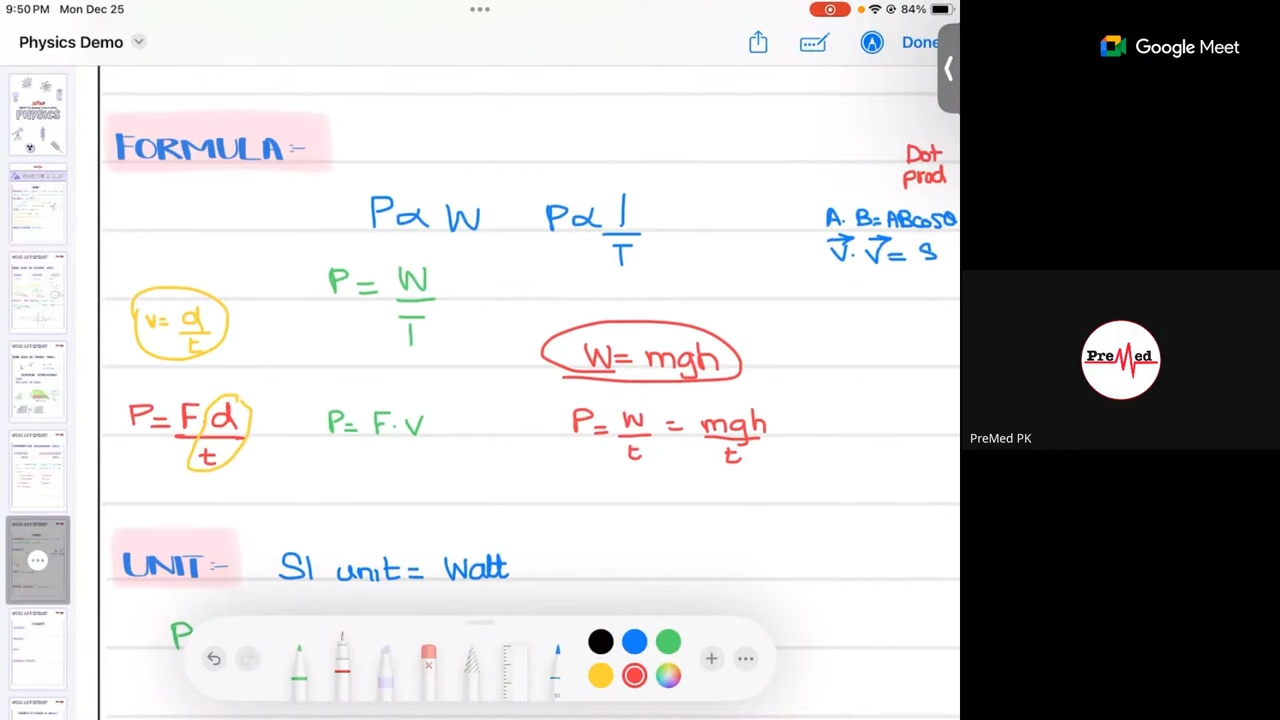 9:50 PM Mon Dec 25
84%
Physics Demo
Done
Google Meet
PHYSICS
FORMULA:-
Dot
prod
P∝ W
P∝ 1/T
A. B= ABcosθ
V⃗. V⃗= S
P= W/T
v= d/t
W= mgh
P= F d/t
P= F. V
P= W/t = mgh/t
UNIT:-
SI unit= Watt
P
PreMed
PreMed PK